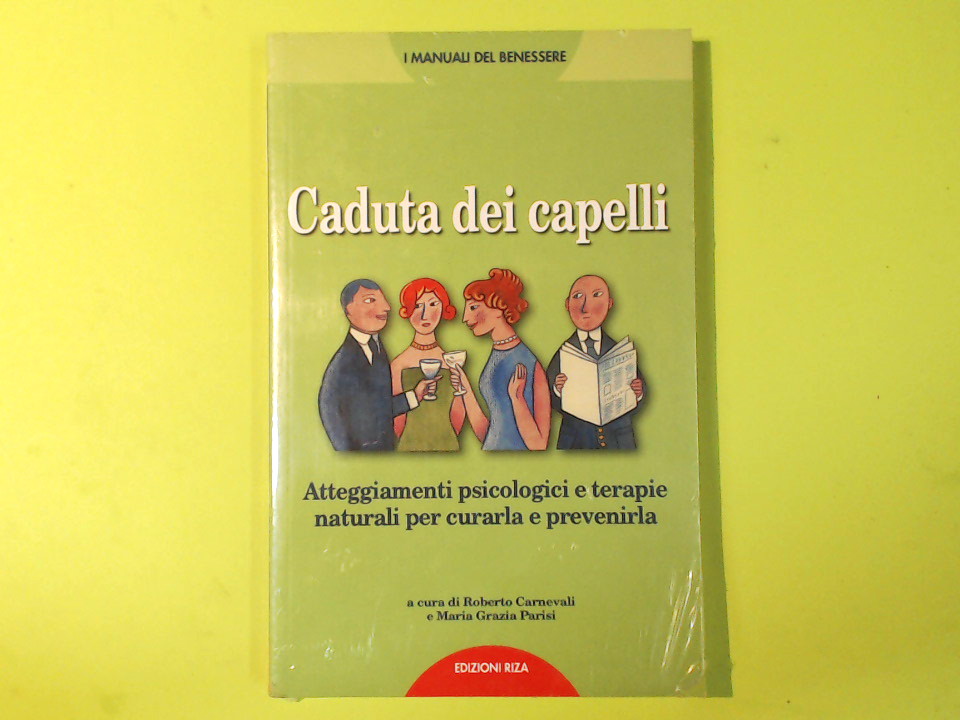 I MANUALI DEL BENESSERE
Caduta dei capelli
Atteggiamenti psicologici e terapie
naturali per curarla e prevenirla
a cura di Roberto Carnevali
e Maria Grazia Parisi
EDIZIONI RIZA